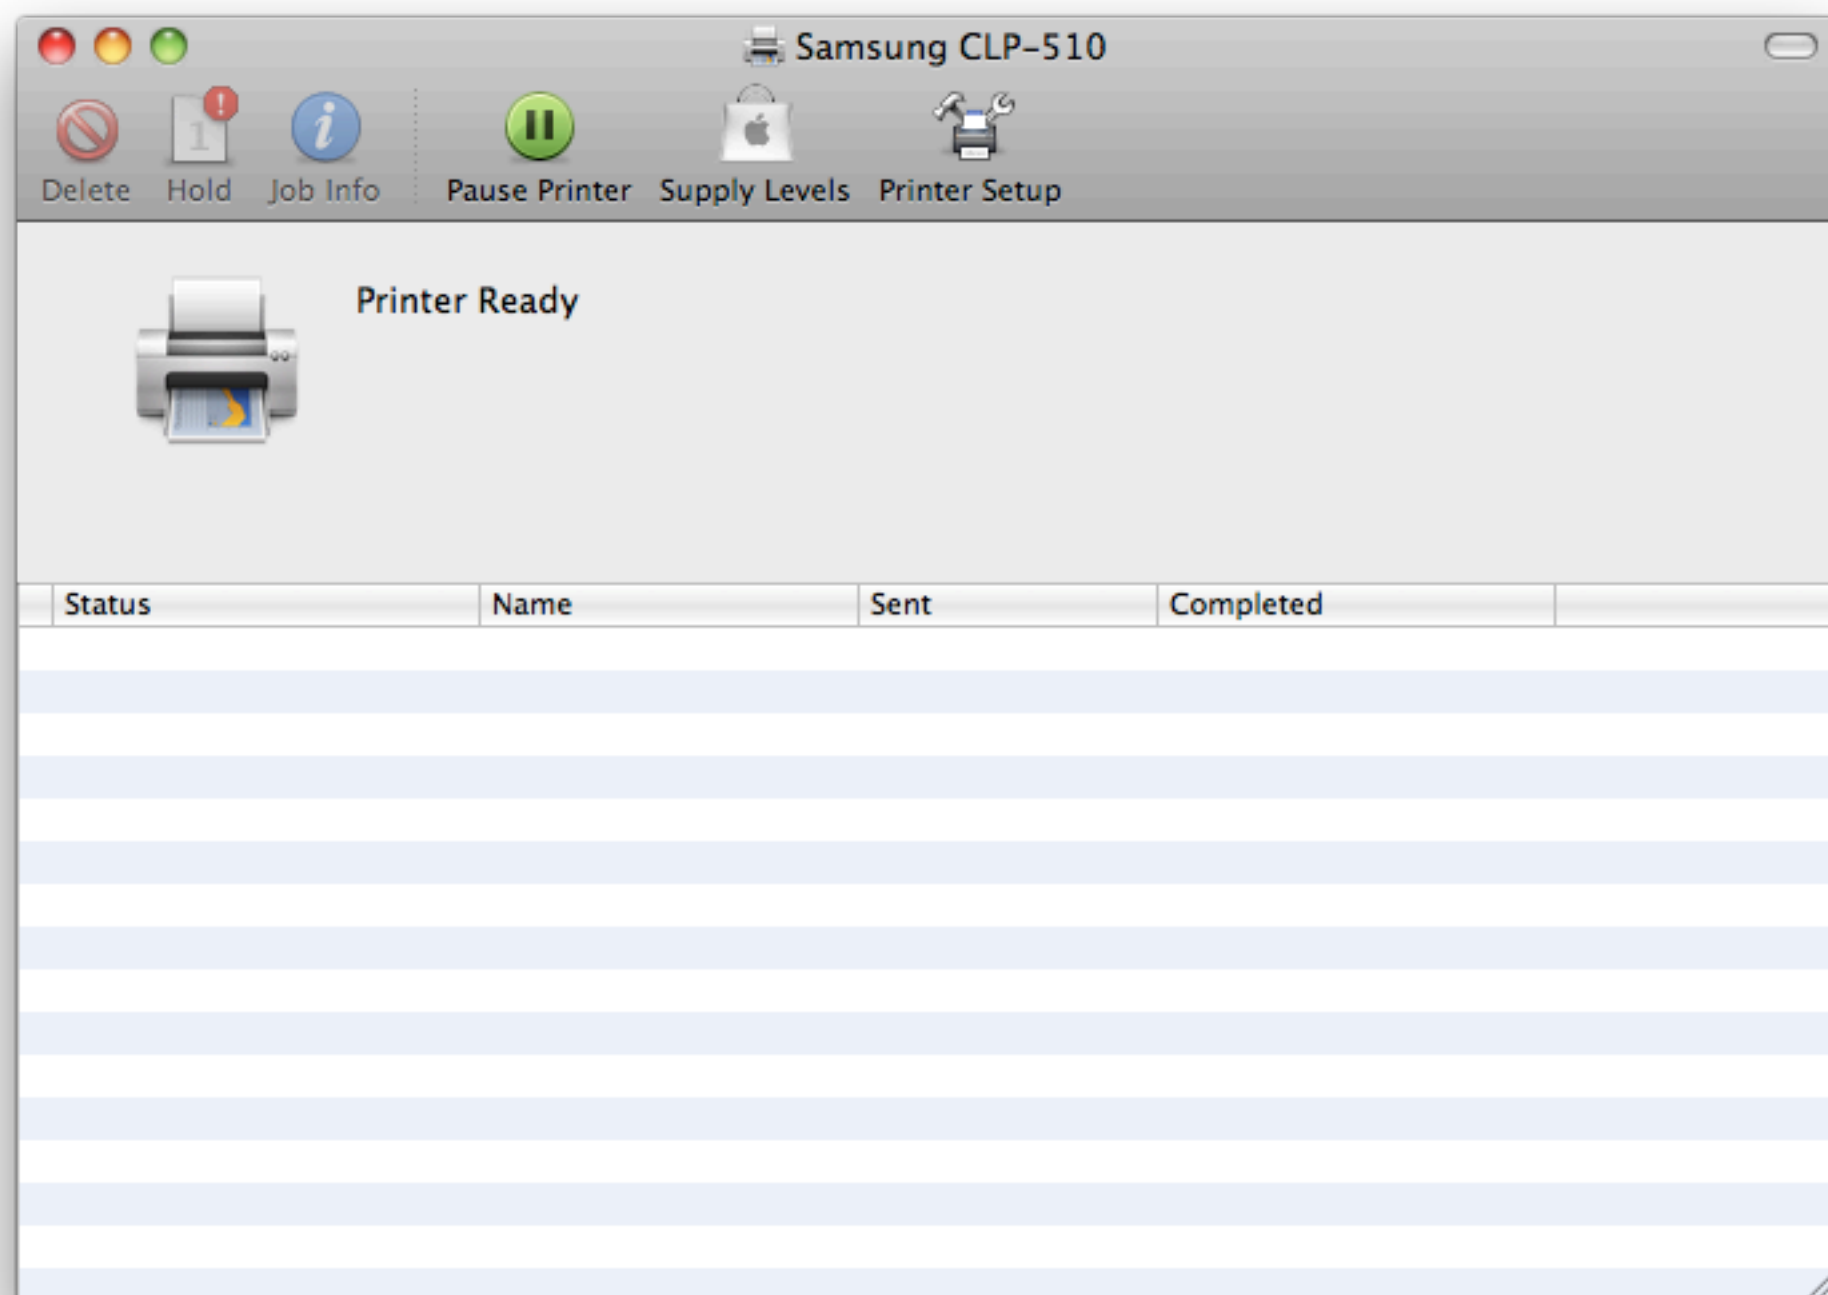 Samsung CLP-510
Delete Hold Job Info Pause Printer Supply Levels Printer Setup
Printer Ready
Status Name Sent Completed